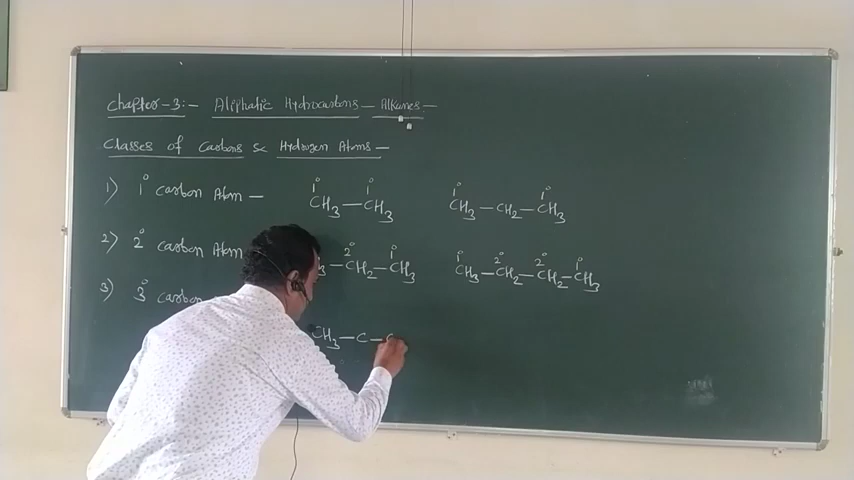 Chapter-3:- Aliphatic Hydrocarbons - Alkanes -
Classes of Carbons & Hydrogen Atoms -
1) 1° Carbon Atom - 1° CH3 - 1° CH3 1° CH3 - CH2 - 1° CH3
2) 2° Carbon Atom 3 - 2° CH2 - 1° CH3 1° CH3 - 2° CH2 - 2° CH2 - 1° CH3
3) 3° Carbon
CH3 - C -